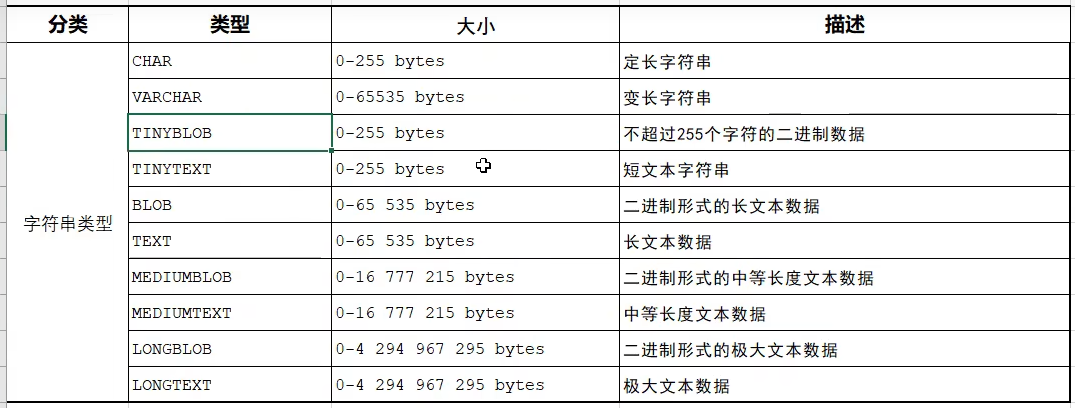 分类 类型 大小 描述
CHAR 0-255 bytes 定长字符串
VARCHAR 0-65535 bytes 变长字符串
TINYBLOB 0-255 bytes 不超过255个字符的二进制数据
TINYTEXT 0-255 bytes 短文本字符串
BLOB 0-65 535 bytes 二进制形式的长文本数据
字符串类型
TEXT 0-65 535 bytes 长文本数据
MEDIUMBLOB 0-16 777 215 bytes 二进制形式的中等长度文本数据
MEDIUMTEXT 0-16 777 215 bytes 中等长度文本数据
LONGBLOB 0-4 294 967 295 bytes 二进制形式的极大文本数据
LONGTEXT 0-4 294 967 295 bytes 极大文本数据